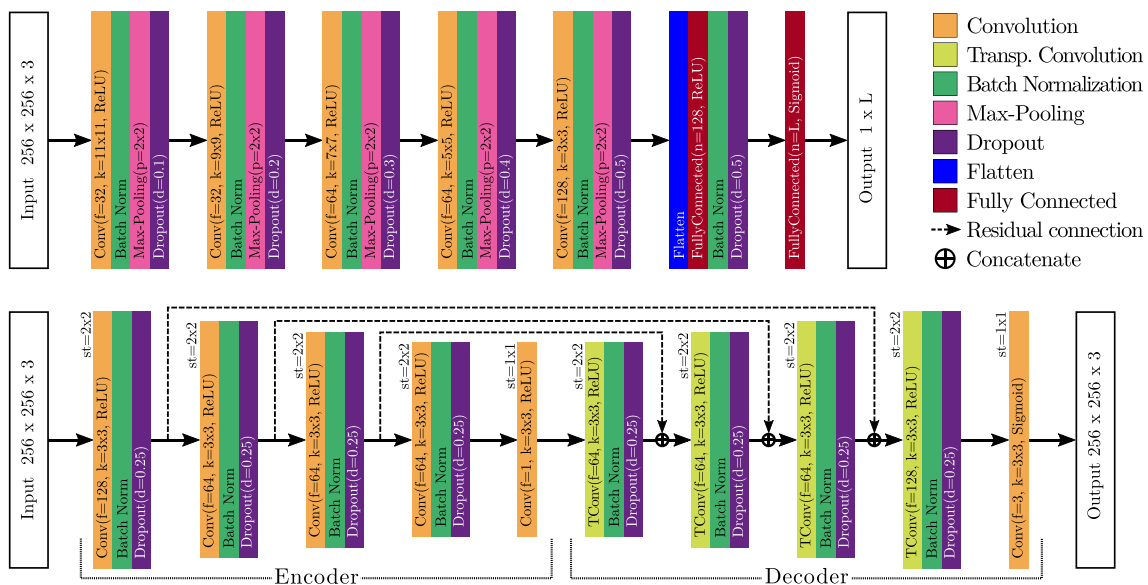 Input 256 x 256 x 3
Conv(f=32, k=11x11, ReLU)
Batch Norm
Max-Pooling(p=2x2)
Dropout(d=0.1)
Conv(f=32, k=9x9, ReLU)
Batch Norm
Max-Pooling(p=2x2)
Dropout(d=0.2)
Conv(f=64, k=7x7, ReLU)
Batch Norm
Max-Pooling(p=2x2)
Dropout(d=0.3)
Conv(f=64, k=5x5, ReLU)
Batch Norm
Max-Pooling(p=2x2)
Dropout(d=0.4)
Conv(f=128, k=3x3, ReLU)
Batch Norm
Max-Pooling(p=2x2)
Dropout(d=0.5)
Flatten
FullyConnected(n=128, ReLU)
Batch Norm
Dropout(d=0.5)
FullyConnected(n=L, Sigmoid)
Output 1 x L
Convolution
Transp. Convolution
Batch Normalization
Max-Pooling
Dropout
Flatten
Fully Connected
Residual connection
Concatenate
Input 256 x 256 x 3
st=2x2
Conv(f=128, k=3x3, ReLU)
Batch Norm
Dropout(d=0.25)
st=2x2
Conv(f=64, k=3x3, ReLU)
Batch Norm
Dropout(d=0.25)
st=2x2
Conv(f=64, k=3x3, ReLU)
Batch Norm
Dropout(d=0.25)
st=2x2
Conv(f=64, k=3x3, ReLU)
Batch Norm
Dropout(d=0.25)
st=1x1
Conv(f=1, k=3x3, ReLU)
st=2x2
TConv(f=64, k=3x3, ReLU)
Batch Norm
Dropout(d=0.25)
st=2x2
TConv(f=64, k=3x3, ReLU)
Batch Norm
Dropout(d=0.25)
st=2x2
TConv(f=64, k=3x3, ReLU)
Batch Norm
Dropout(d=0.25)
st=2x2
TConv(f=128, k=3x3, ReLU)
Batch Norm
Dropout(d=0.25)
st=1x1
Conv(f=3, k=3x3, Sigmoid)
Output 256 x 256 x 3
Encoder
Decoder